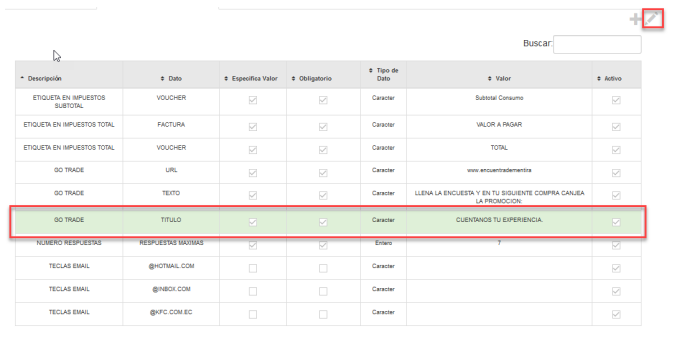 Buscar:
Descripción Dato Especifica Valor Obligatorio Tipo de Dato Valor Activo
ETIQUETA EN IMPUESTOS SUBTOTAL VOUCHER Caracter Subtotal Consumo
ETIQUETA EN IMPUESTOS TOTAL FACTURA Caracter VALOR A PAGAR
ETIQUETA EN IMPUESTOS TOTAL VOUCHER Caracter TOTAL
GO TRADE URL Caracter www.encuentradementira
GO TRADE TEXTO Caracter LLENA LA ENCUESTA Y EN TU SIGUIENTE COMPRA CANJEA LA PROMOCION:
GO TRADE TITULO Caracter CUENTANOS TU EXPERIENCIA.
NUMERO RESPUESTAS RESPUESTAS MAXIMAS Entero 7
TECLAS EMAIL @HOTMAIL.COM Caracter
TECLAS EMAIL @INBOX.COM Caracter
TECLAS EMAIL @KFC.COM.EC Caracter